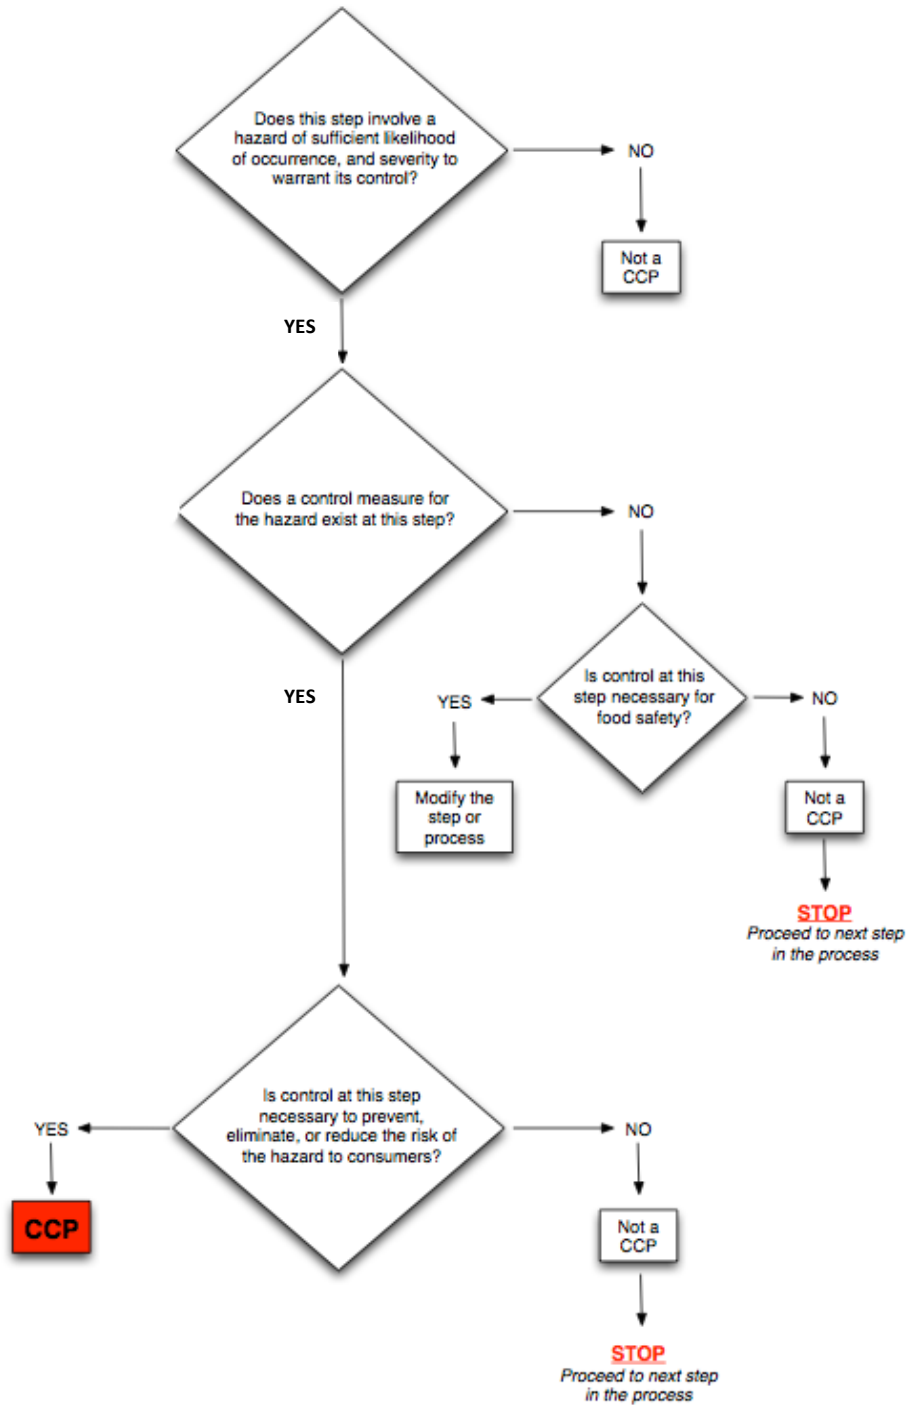 Does this step involve a
hazard of sufficient likelihood
of occurrence, and severity to
warrant its control?
NO
Not a
CCP
YES
Does a control measure for
the hazard exist at this step?
NO
Is control at this
step necessary for
food safety?
YES
NO
Modify the
step or
process
Not a
CCP
STOP
Proceed to next step
in the process
YES
Is control at this step
necessary to prevent,
eliminate, or reduce the risk of
the hazard to consumers?
YES
CCP
NO
Not a
CCP
STOP
Proceed to next step
in the process